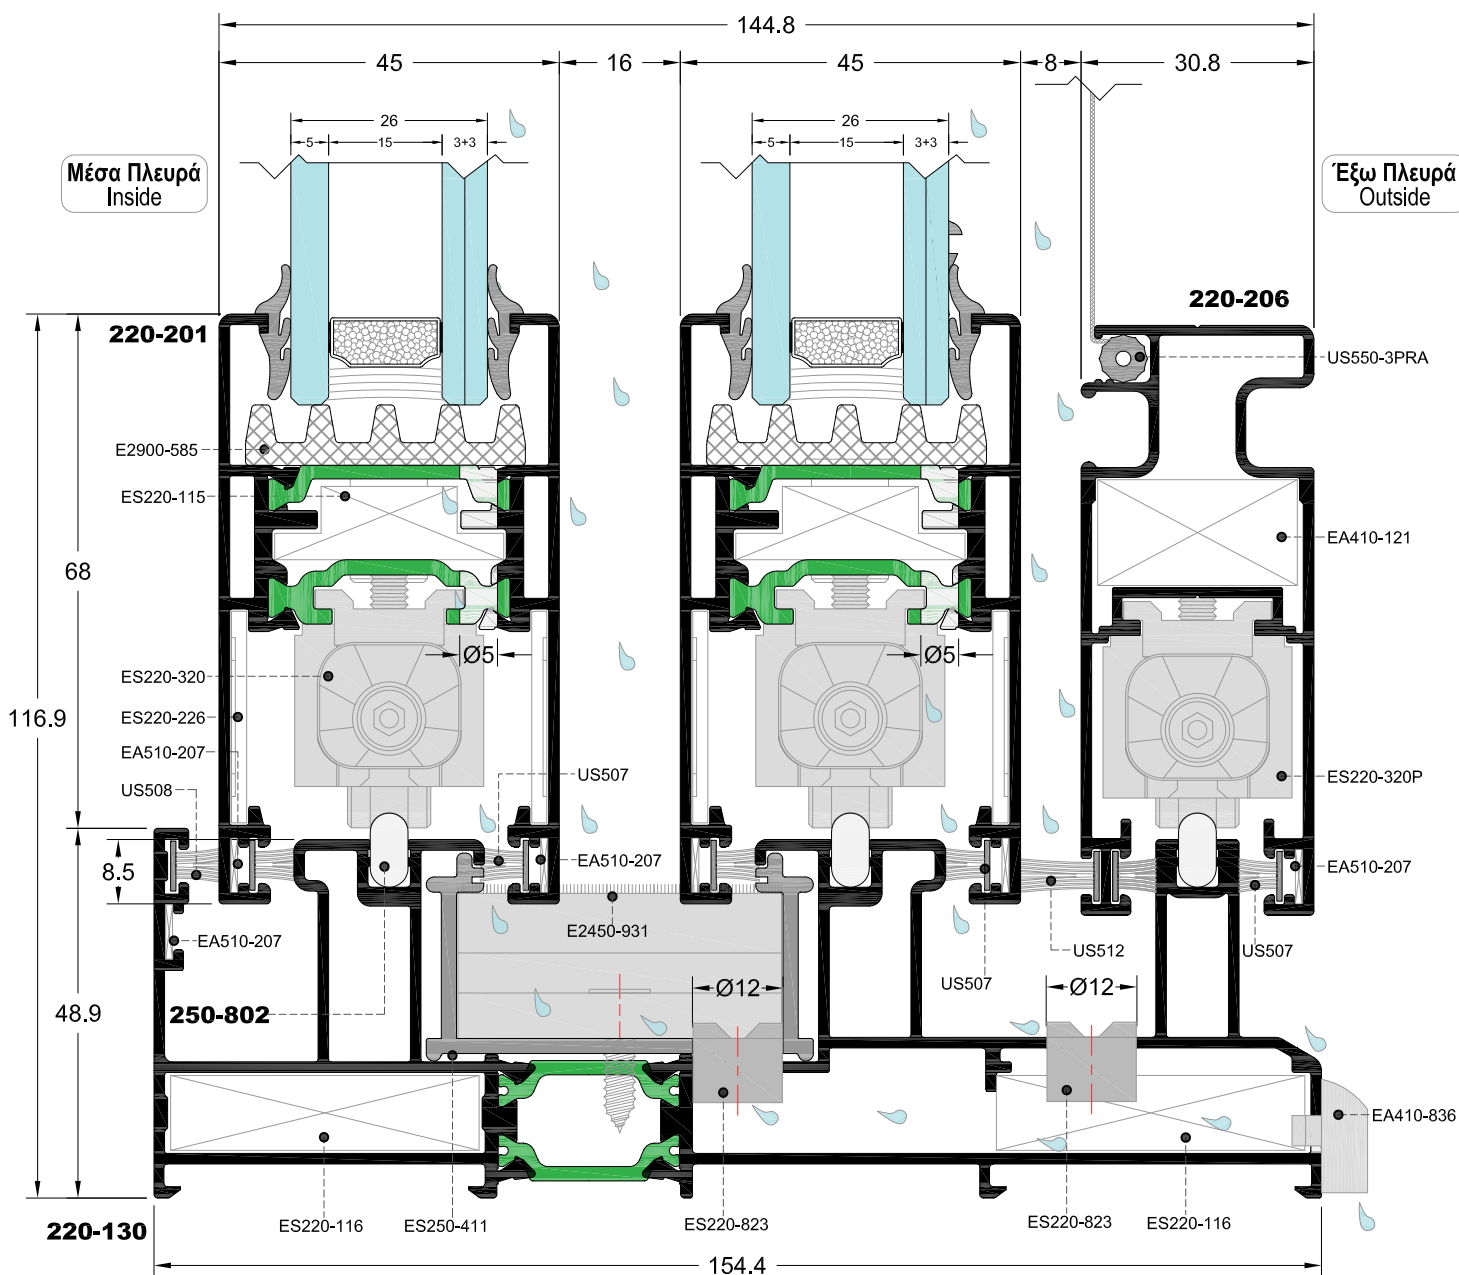 144.8
45
16
45
8
30.8
26
5
15
3+3
26
5
15
3+3
Μέσα Πλευρά
Inside
Έξω Πλευρά
Outside
220-201
220-206
US550-3PRA
E2900-585
ES220-115
EA410-121
68
116.9
Ø5
Ø5
ES220-320
ES220-226
EA510-207
US508
US507
ES220-320P
8.5
EA510-207
EA510-207
EA510-207
E2450-931
US512
US507
US507
48.9
250-802
Ø12
Ø12
EA410-836
220-130
ES220-116
ES250-411
ES220-823
ES220-823
ES220-116
154.4